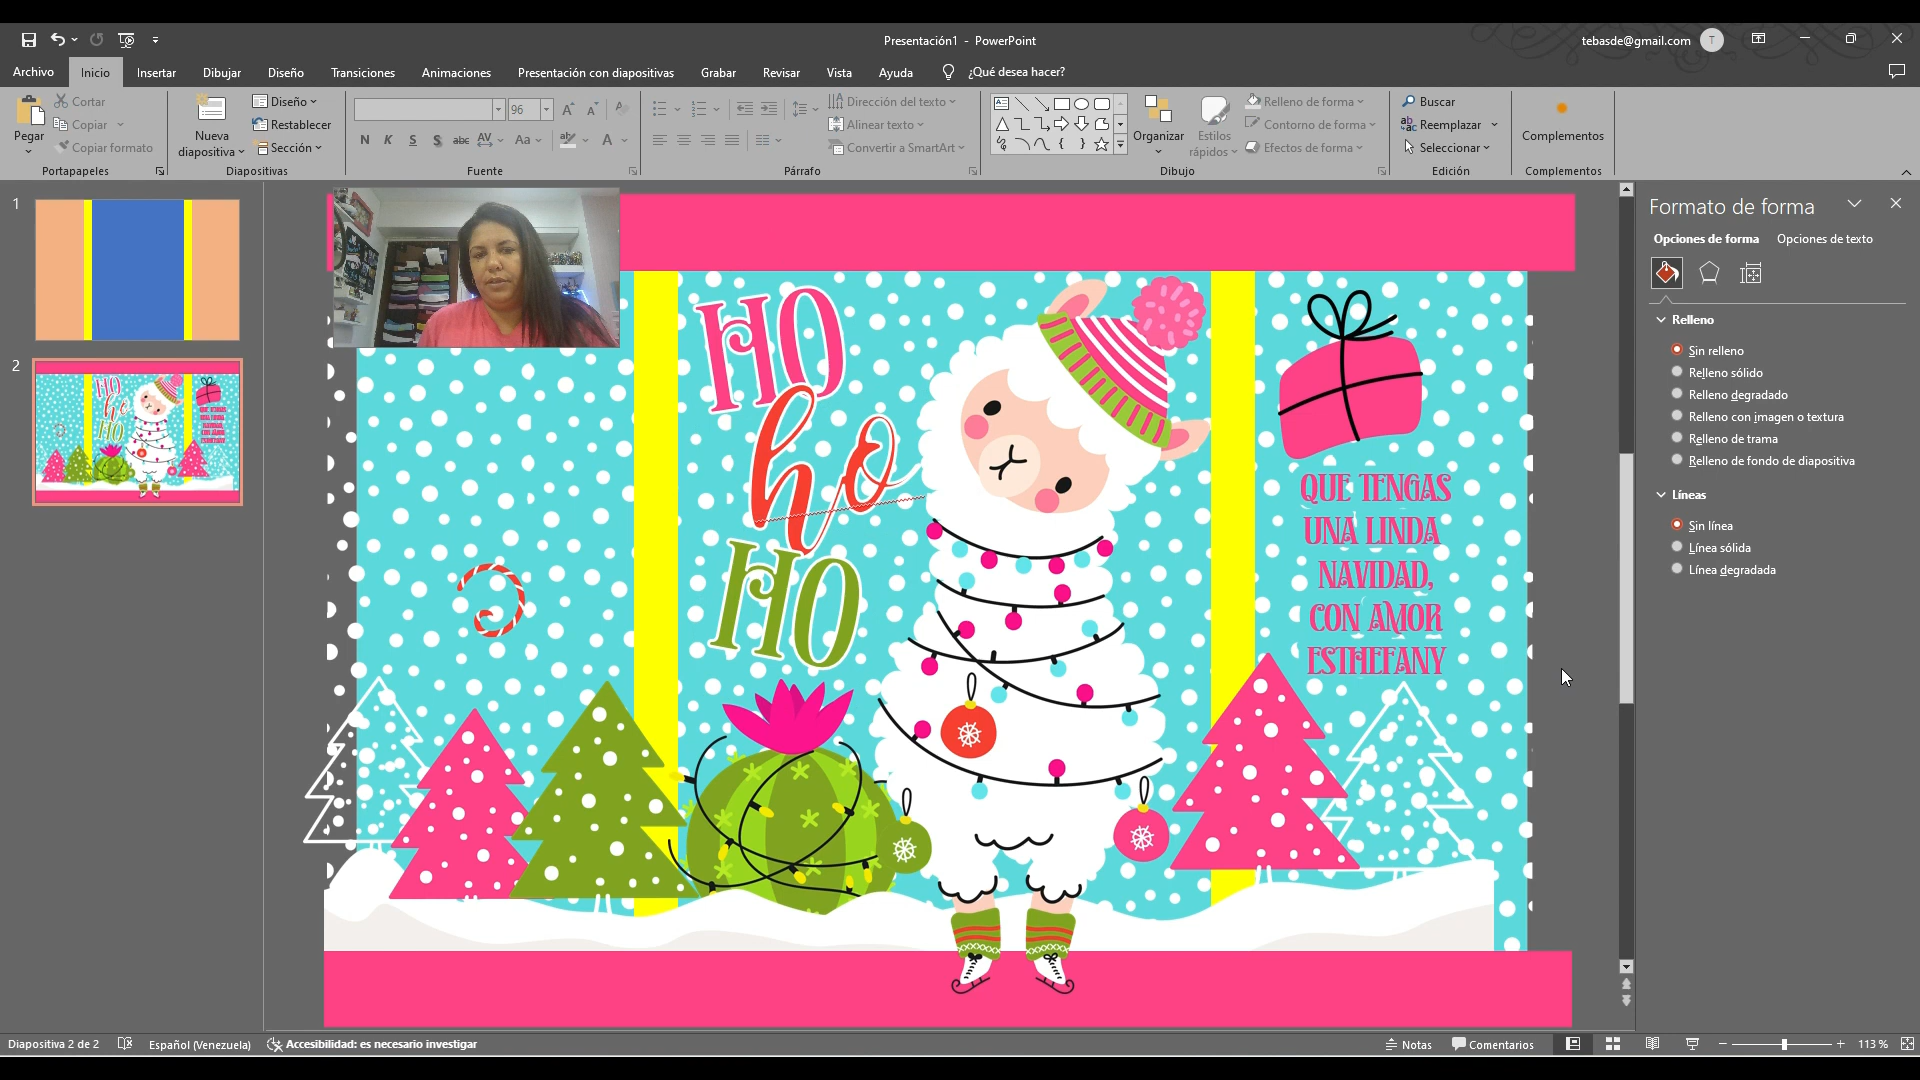 Presentación1 - PowerPoint
tebasde@gmail.com
T
Archivo
Inicio
Insertar
Dibujar
Diseño
Transiciones
Animaciones
Presentación con diapositivas
Grabar
Revisar
Vista
Ayuda
¿Qué desea hacer?
Pegar
Cortar
Copiar
Copiar formato
Portapapeles
Nueva
diapositiva
Diseño
Restablecer
Sección
Diapositivas
96
N
K
S
S
abc
AV
Aa
A
Fuente
Dirección del texto
Alinear texto
Convertir a SmartArt
Párrafo
Organizar
Estilos
rápidos
Relleno de forma
Contorno de forma
Efectos de forma
Dibujo
Buscar
Reemplazar
Seleccionar
Edición
Complementos
Complementos
1
2
HO
ho
HO
QUE TENGAS
UNA LINDA
NAVIDAD,
CON AMOR
ESTHEFANY
Formato de forma
Opciones de forma
Opciones de texto
Relleno
Sin relleno
Relleno sólido
Relleno degradado
Relleno con imagen o textura
Relleno de trama
Relleno de fondo de diapositiva
Líneas
Sin línea
Línea sólida
Línea degradada
Diapositiva 2 de 2
Español (Venezuela)
Accesibilidad: es necesario investigar
Notas
Comentarios
113 %